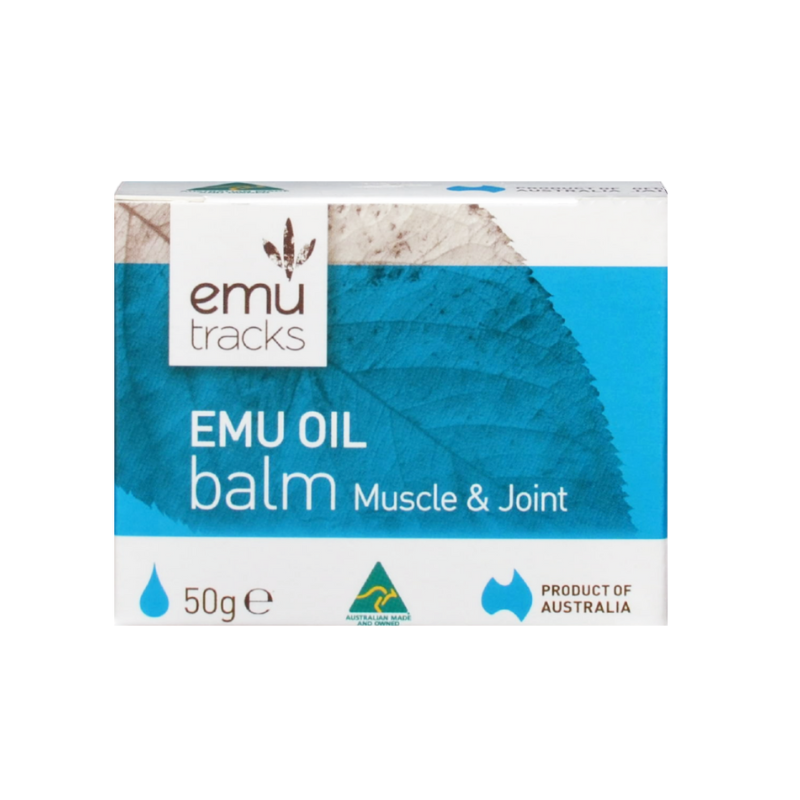 emu
tracks
EMU OIL
balm Muscle & Joint
50g ℮
AUSTRALIAN MADE
AND OWNED
PRODUCT OF
AUSTRALIA